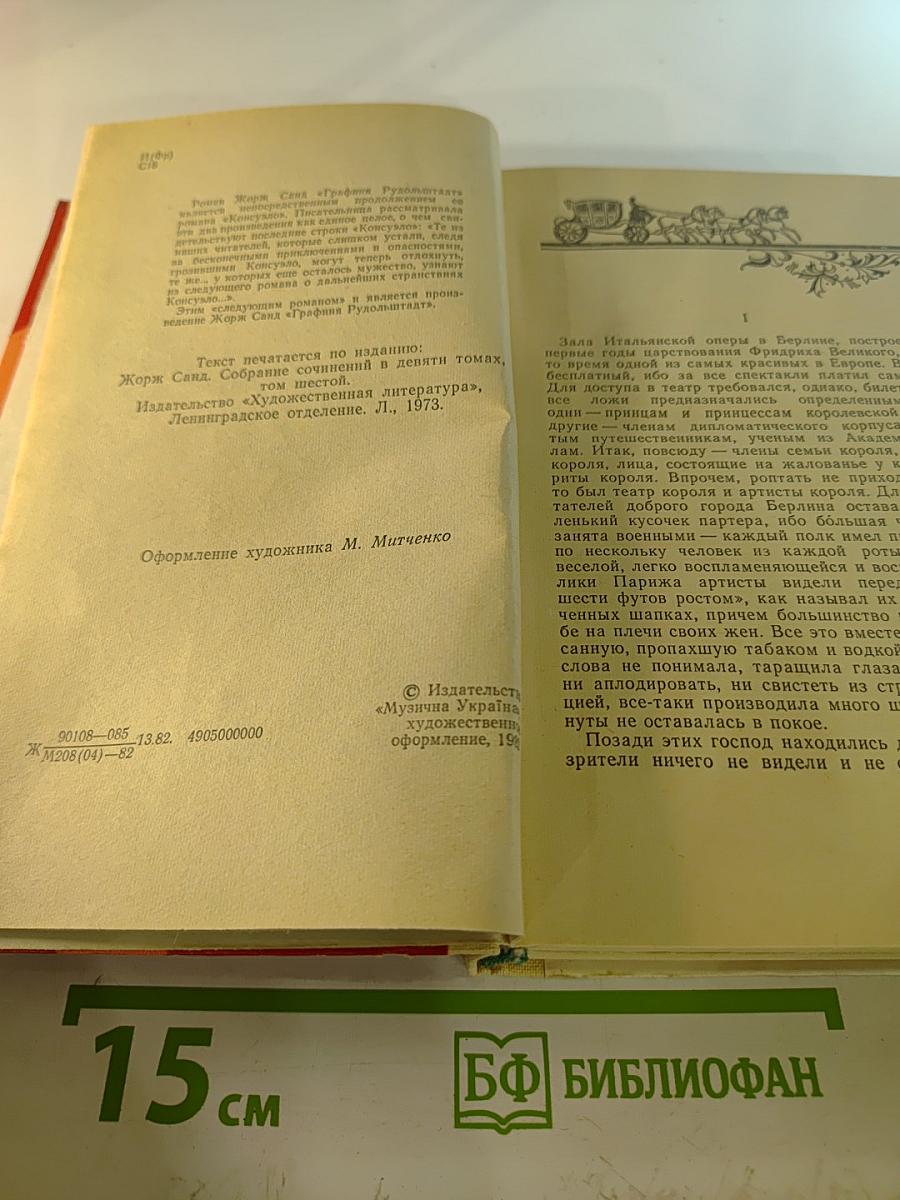 И(Фр)
С18
Роман Жорж Санд «Графиня Рудольштадт»
является непосредственным продолжением ее
романа «Консуэло». Писательница рассматривала
эти два произведения как единое целое, о чем сви-
детельствуют последние строки «Консуэло»: «Те из
наших читателей, которые слишком устали, следя
за бесконечными приключениями и опасностями,
грозившими Консуэло, могут теперь отдохнуть,
те же... у которых еще осталось мужество, узнают
из следующего романа о дальнейших странствиях
Консуэло...».
Этим «следующим романом» и является произ-
ведение Жорж Санд «Графиня Рудольштадт».
Текст печатается по изданию:
Жорж Санд. Собрание сочинений в девяти томах,
том шестой.
Издательство «Художественная литература»,
Ленинградское отделение. Л., 1973.
Оформление художника М. Митченко
Ж 90108—085
М208(04)—82 13.82. 4905000000
© Издательст
«Музична Україна
художественн
оформление, 19
I
Зала Итальянской оперы в Берлине, построе
первые годы царствования Фридриха Великого,
то время одной из самых красивых в Европе. В
бесплатный, ибо за все спектакли платил сам
Для доступа в театр требовался, однако, билет
все ложи предназначались определенным
одни — принцам и принцессам королевской
другие — членам дипломатического корпуса
тым путешественникам, ученым из Академ
лам. Итак, повсюду — члены семьи короля,
короля, лица, состоящие на жалованье у к
риты короля. Впрочем, роптать не приход
то был театр короля и артисты короля. Дл
тателей доброго города Берлина остава
ленький кусочек партера, ибо бо́льшая ч
занята военными — каждый полк имел п
по нескольку человек из каждой роты
веселой, легко воспламеняющейся и вос
лики Парижа артисты видели перед
шести футов ростом», как называл их
ченных шапках, причем большинство
бе на плечи своих жен. Все это вместе
санную, пропахшую табаком и водкой
слова не понимала, таращила глаза
ни аплодировать, ни свистеть из стр
цией, все-таки производила много ш
нуты не оставалась в покое.
Позади этих господ находились
зрители ничего не видели и не
15 см
БФ БИБЛИОФАН